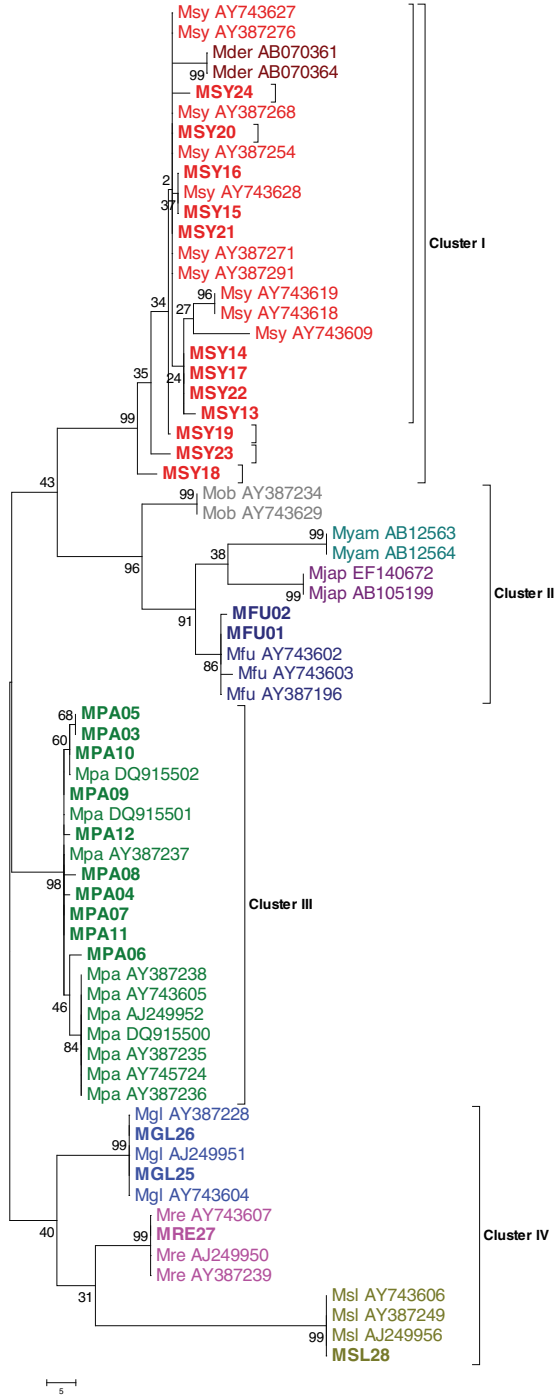 Msy AY743627
Msy AY387276
Mder AB070361
99
Mder AB070364
MSY24
Msy AY387268
MSY20
Msy AY387254
MSY16
2
Msy AY743628
37
MSY15
MSY21
Cluster I
Msy AY387271
Msy AY387291
96
Msy AY743619
34
27
Msy AY743618
Msy AY743609
MSY14
35
MSY17
24
MSY22
99
MSY13
MSY19
MSY23
MSY18
43
99
Mob AY387234
Mob AY743629
99
Myam AB12563
38
Myam AB12564
96
Mjap EF140672
99
Mjap AB105199
Cluster II
91
MFU02
MFU01
Mfu AY743602
86
Mfu AY743603
Mfu AY387196
68
MPA05
60
MPA03
MPA10
Mpa DQ915502
MPA09
Mpa DQ915501
MPA12
Mpa AY387237
98
MPA08
MPA04
Cluster III
MPA07
MPA11
MPA06
Mpa AY387238
46
Mpa AY743605
Mpa AJ249952
Mpa DQ915500
84
Mpa AY387235
Mpa AY745724
Mpa AY387236
Mgl AY387228
99
MGL26
Mgl AJ249951
MGL25
Mgl AY743604
Mre AY743607
40
99
MRE27
Cluster IV
Mre AJ249950
Mre AY387239
31
Msl AY743606
Msl AY387249
99
Msl AJ249956
MSL28
5